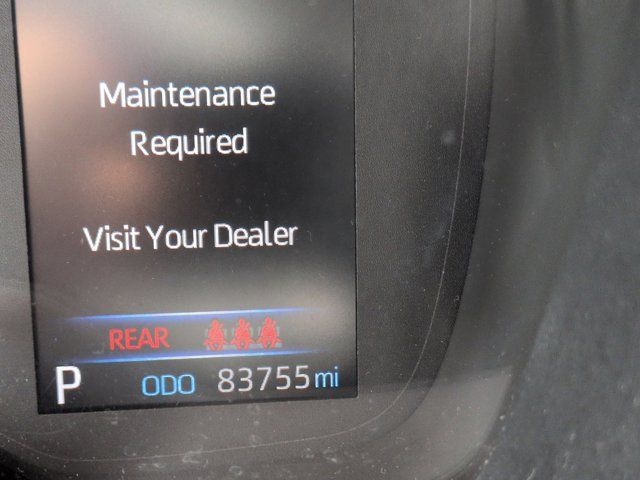 Maintenance
Required
Visit Your Dealer
REAR
P ODO 83755 mi